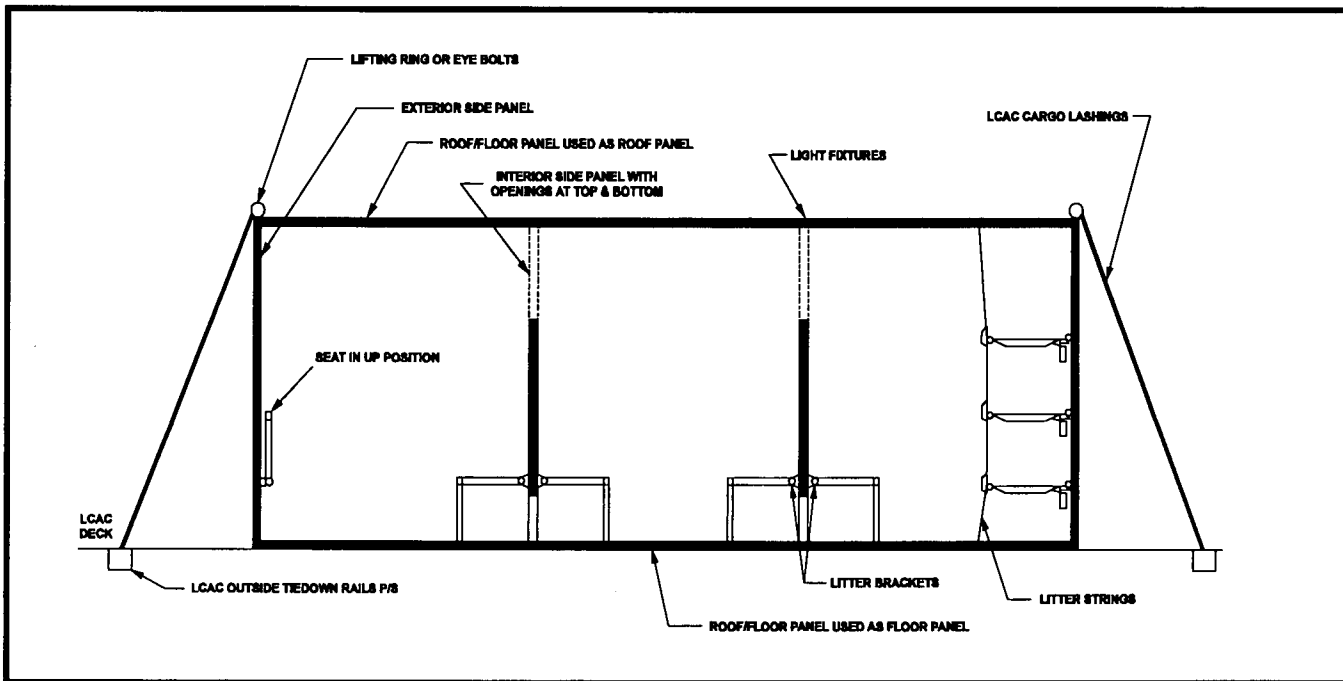 LIFTING RING OR EYE BOLTS
EXTERIOR SIDE PANEL
LCAC CARGO LASHINGS
ROOF/FLOOR PANEL USED AS ROOF PANEL
LIGHT FIXTURES
INTERIOR SIDE PANEL WITH
OPENINGS AT TOP & BOTTOM
SEAT IN UP POSITION
LCAC
DECK
LCAC OUTSIDE TIEDOWN RAILS P/S
LITTER BRACKETS
LITTER STRINGS
ROOF/FLOOR PANEL USED AS FLOOR PANEL